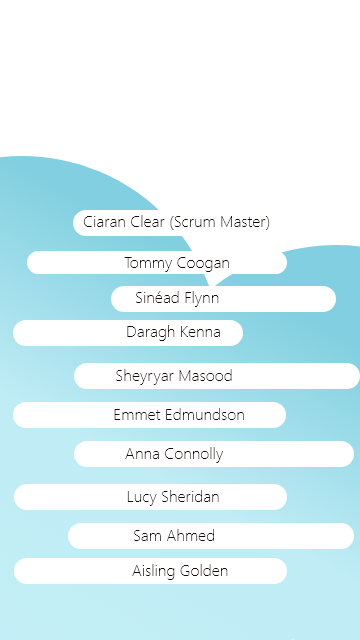 Ciaran Clear (Scrum Master)
Tommy Coogan
Sinéad Flynn
Daragh Kenna
Sheyryar Masood
Emmet Edmundson
Anna Connolly
Lucy Sheridan
Sam Ahmed
Aisling Golden